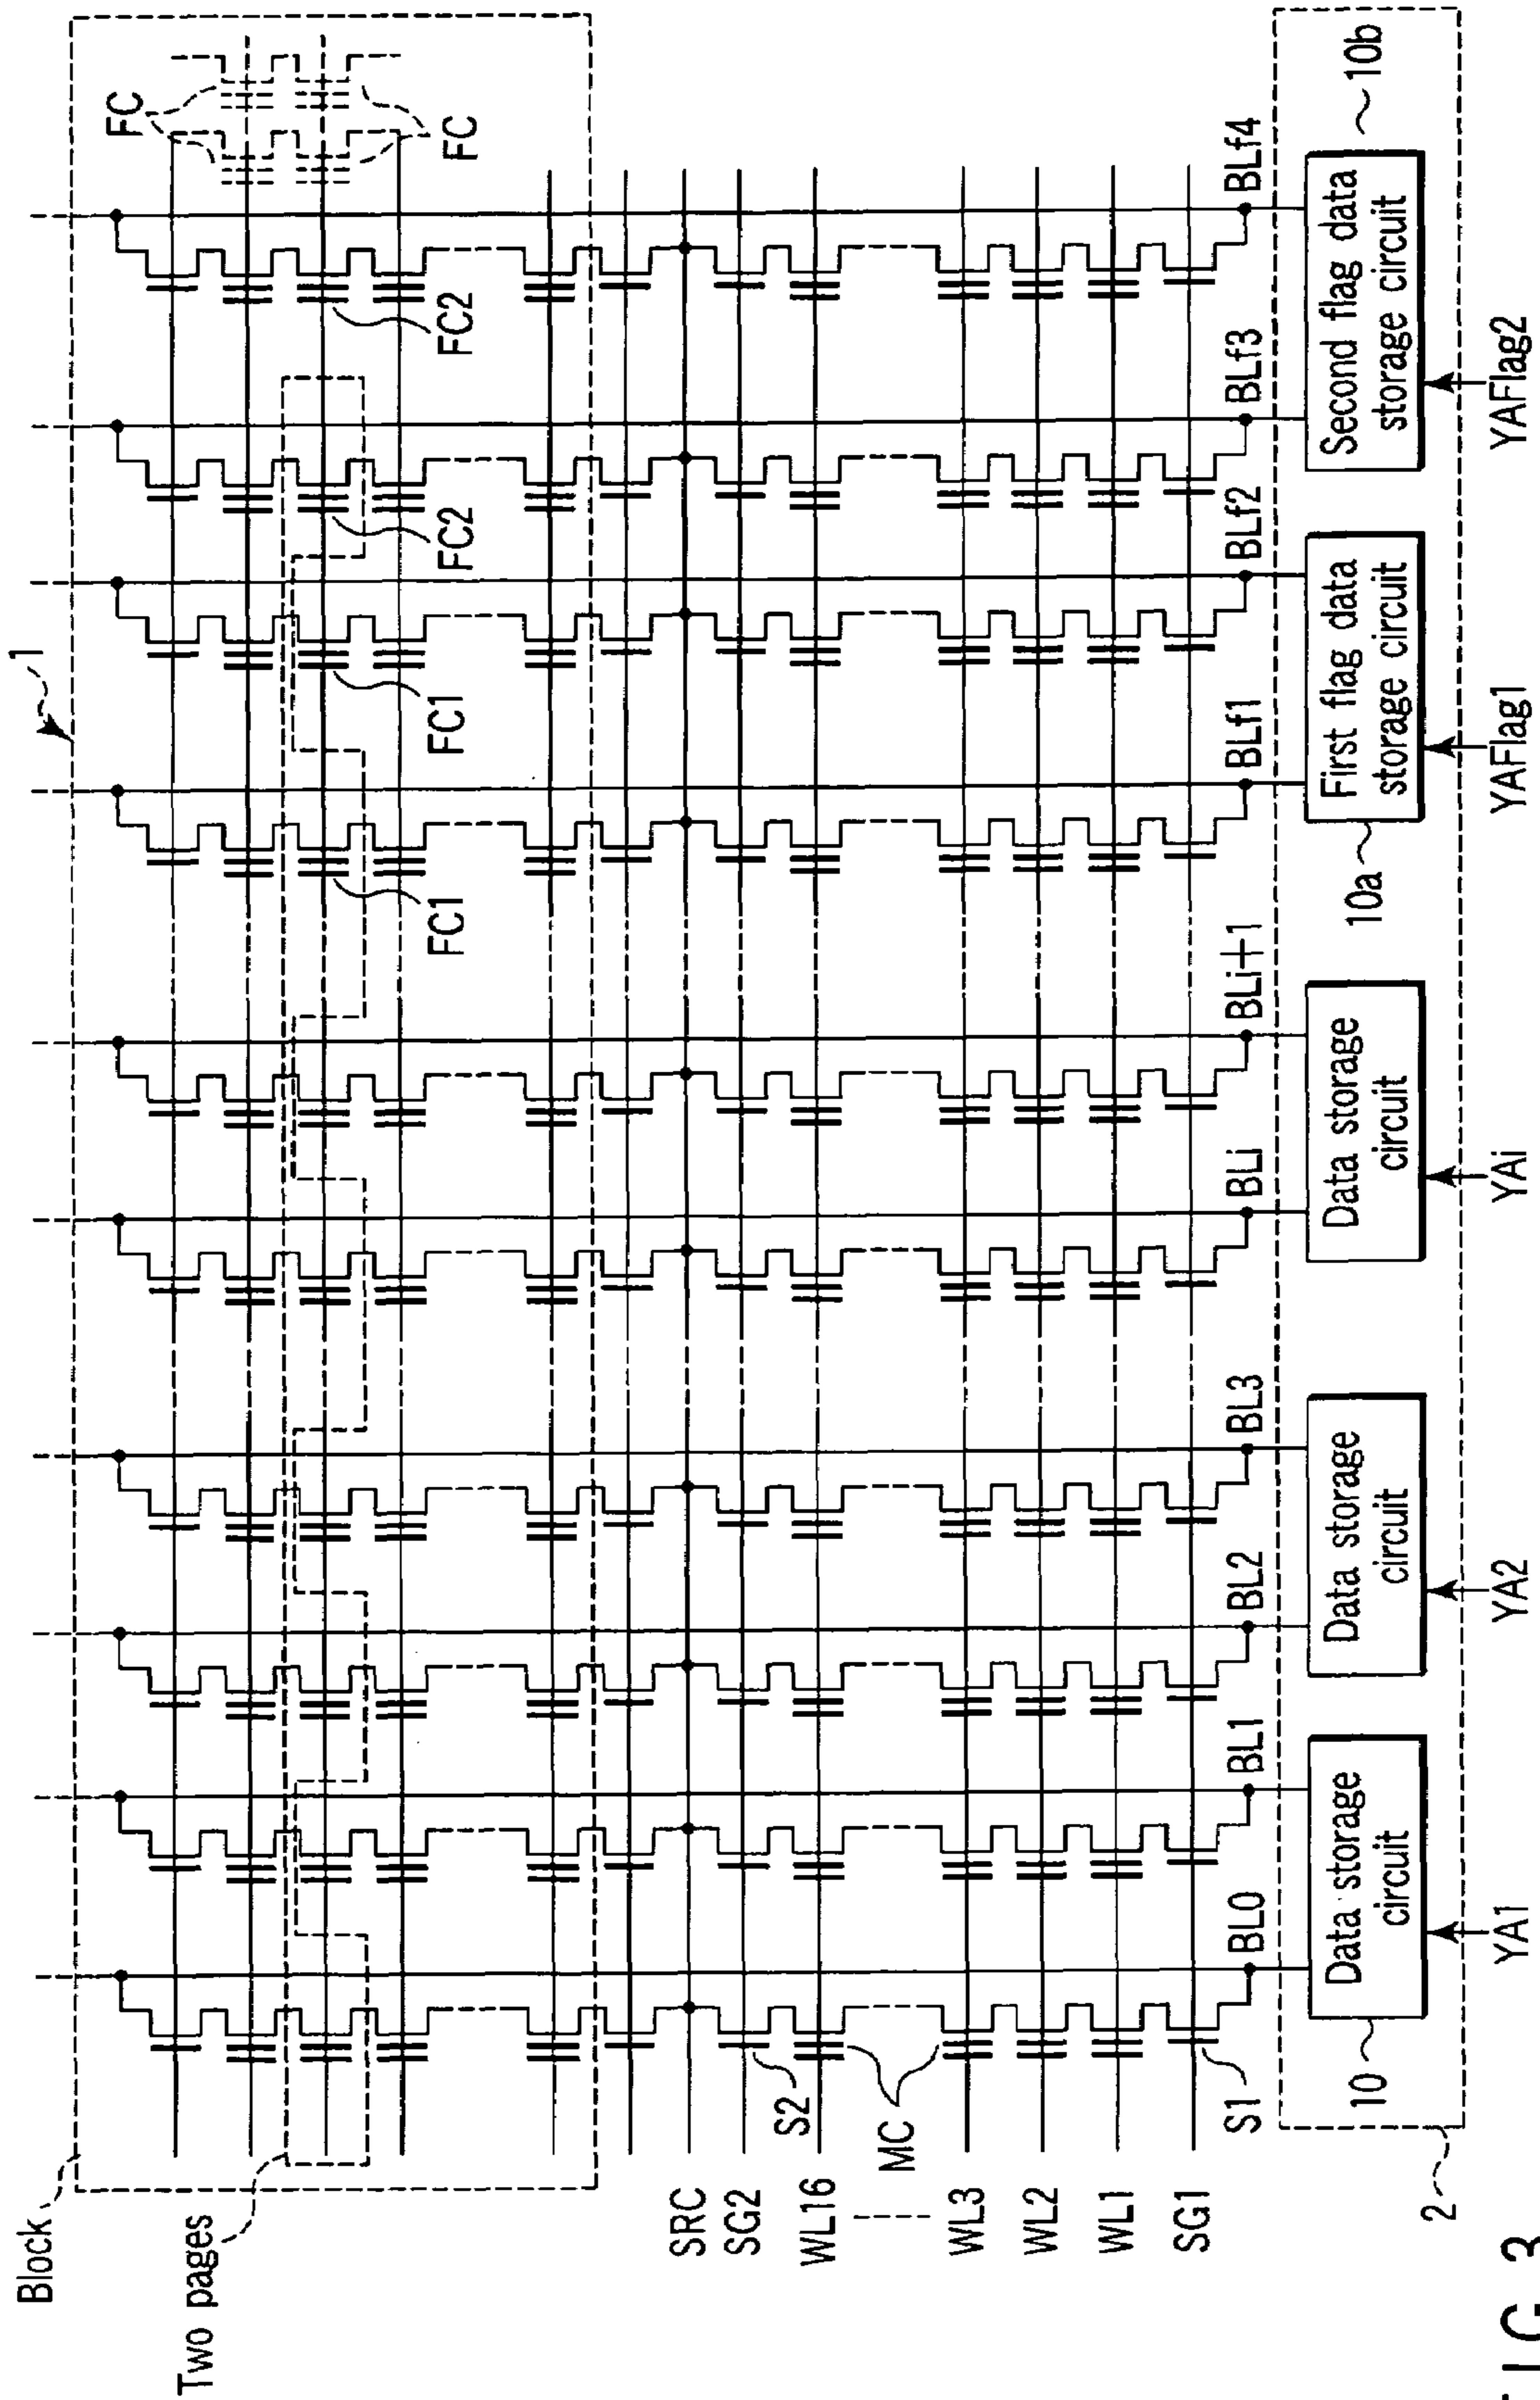 1
Block
Two pages
FC
FC
FC1
FC1
FC2
FC2
SRC
SG2
WL16
WL3
WL2
WL1
SG1
S2
MC
S1
BL0
BL1
BL2
BL3
BLi
BLi+1
BLf1
BLf2
BLf3
BLf4
2
10
Data storage
circuit
Data storage
circuit
Data storage
circuit
10a
First flag data
storage circuit
Second flag data
storage circuit
10b
YA1
YA2
YAi
YAFlag1
YAFlag2